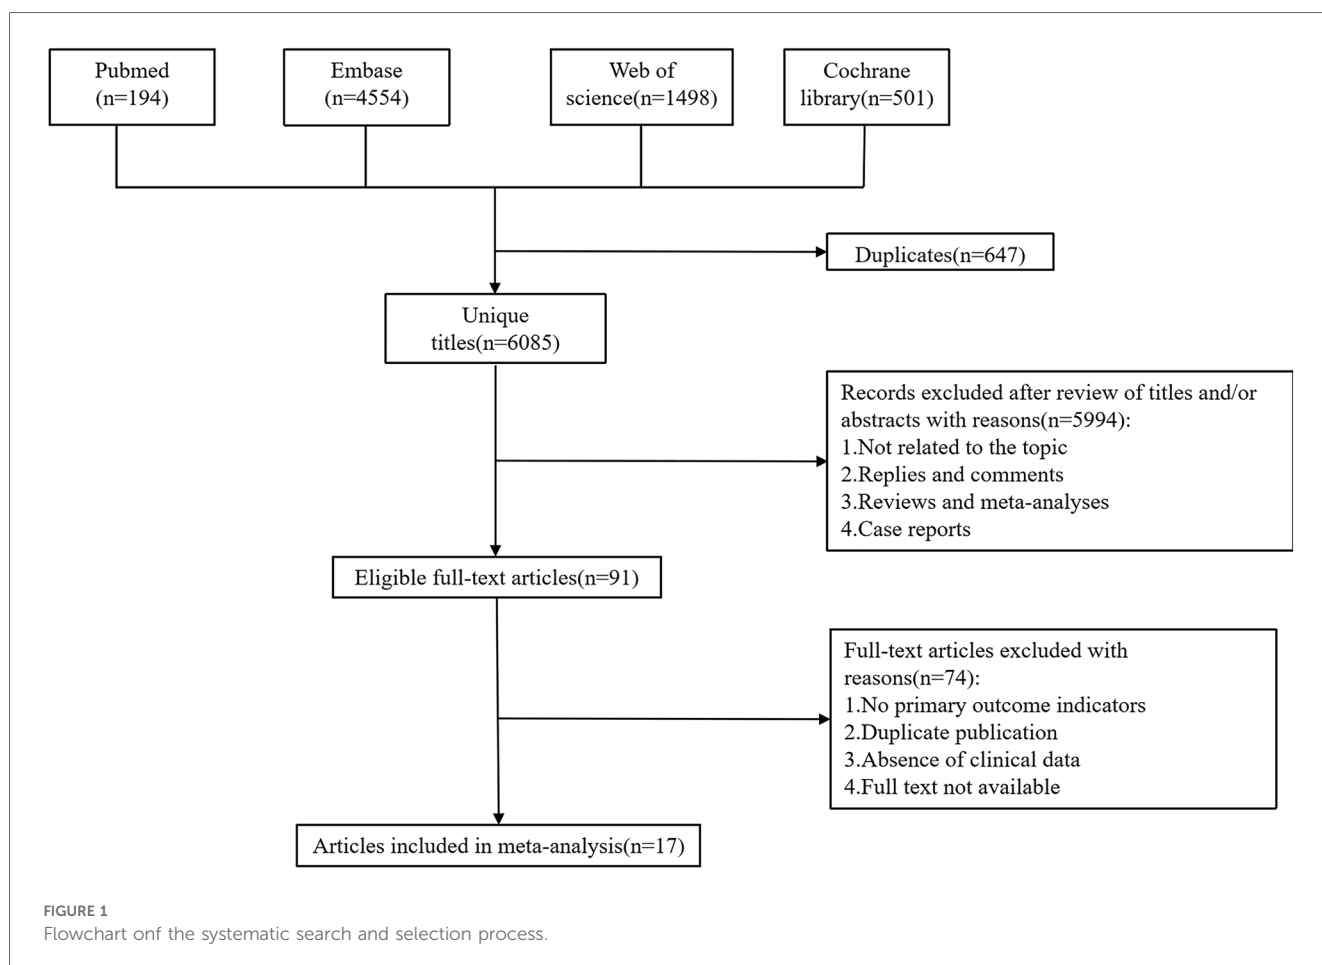 Pubmed
(n=194)
Embase
(n=4554)
Web of
science(n=1498)
Cochrane
library(n=501)
Duplicates(n=647)
Unique
titles(n=6085)
Records excluded after review of titles and/or
abstracts with reasons(n=5994):
1.Not related to the topic
2.Replies and comments
3.Reviews and meta-analyses
4.Case reports
Eligible full-text articles(n=91)
Full-text articles excluded with
reasons(n=74):
1.No primary outcome indicators
2.Duplicate publication
3.Absence of clinical data
4.Full text not available
Articles included in meta-analysis(n=17)
FIGURE 1
Flowchart onf the systematic search and selection process.